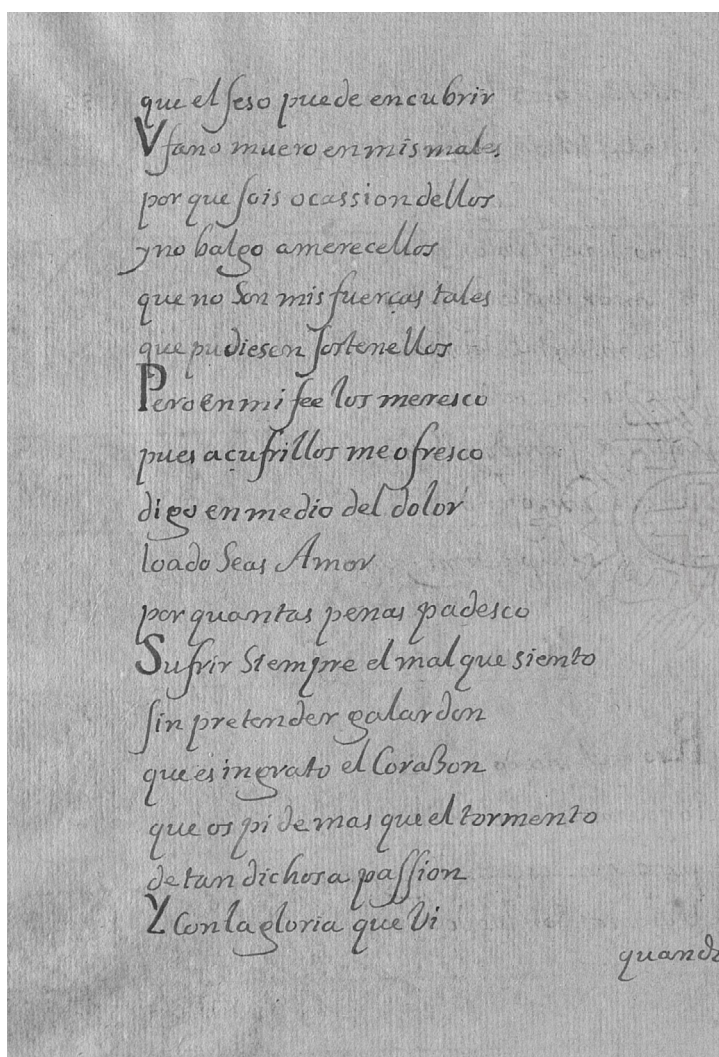 que el seso puede encubrir
Vfano muero en mis males
por que sois ocassion dellos
y no balgo a merecellos
que no son mis fuerças tales
que pudiesen sostenellos
Pero en mi fee los meresco
pues a çufrillos me ofresco
digo en medio del dolor
loado Seas Amor
por quantas penas padesco
Sufrir Siempre el mal que siento
sin pretender galardon
que es ingrato el Corazon
que os pide mas que el tormento
de tan dichosa passion
Y Con la gloria que Vi
quando